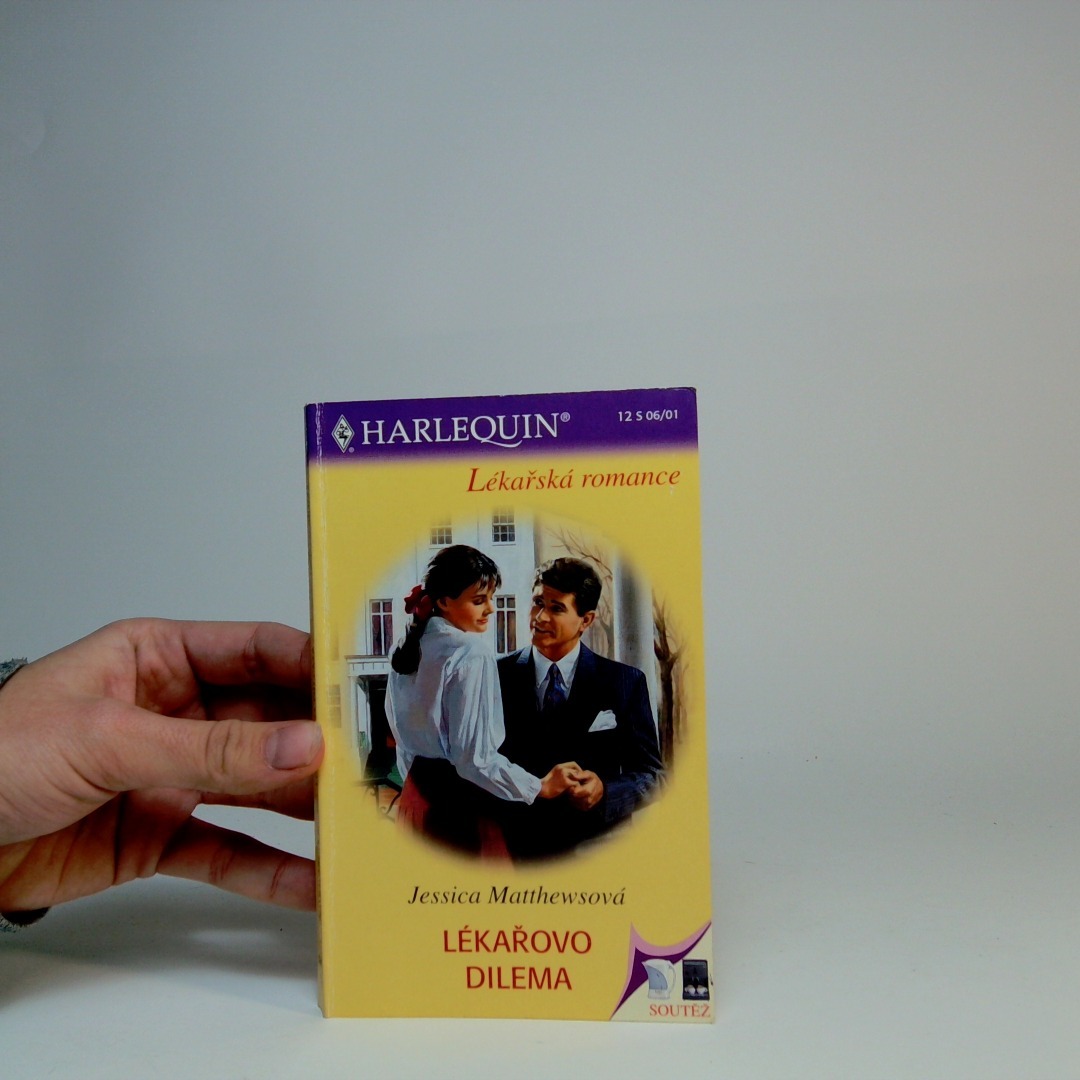 HARLEQUIN®
12 S 06/01
Lékařská romance
Jessica Matthewsová
LÉKAŘOVO
DILEMA
SOUTĚŽ